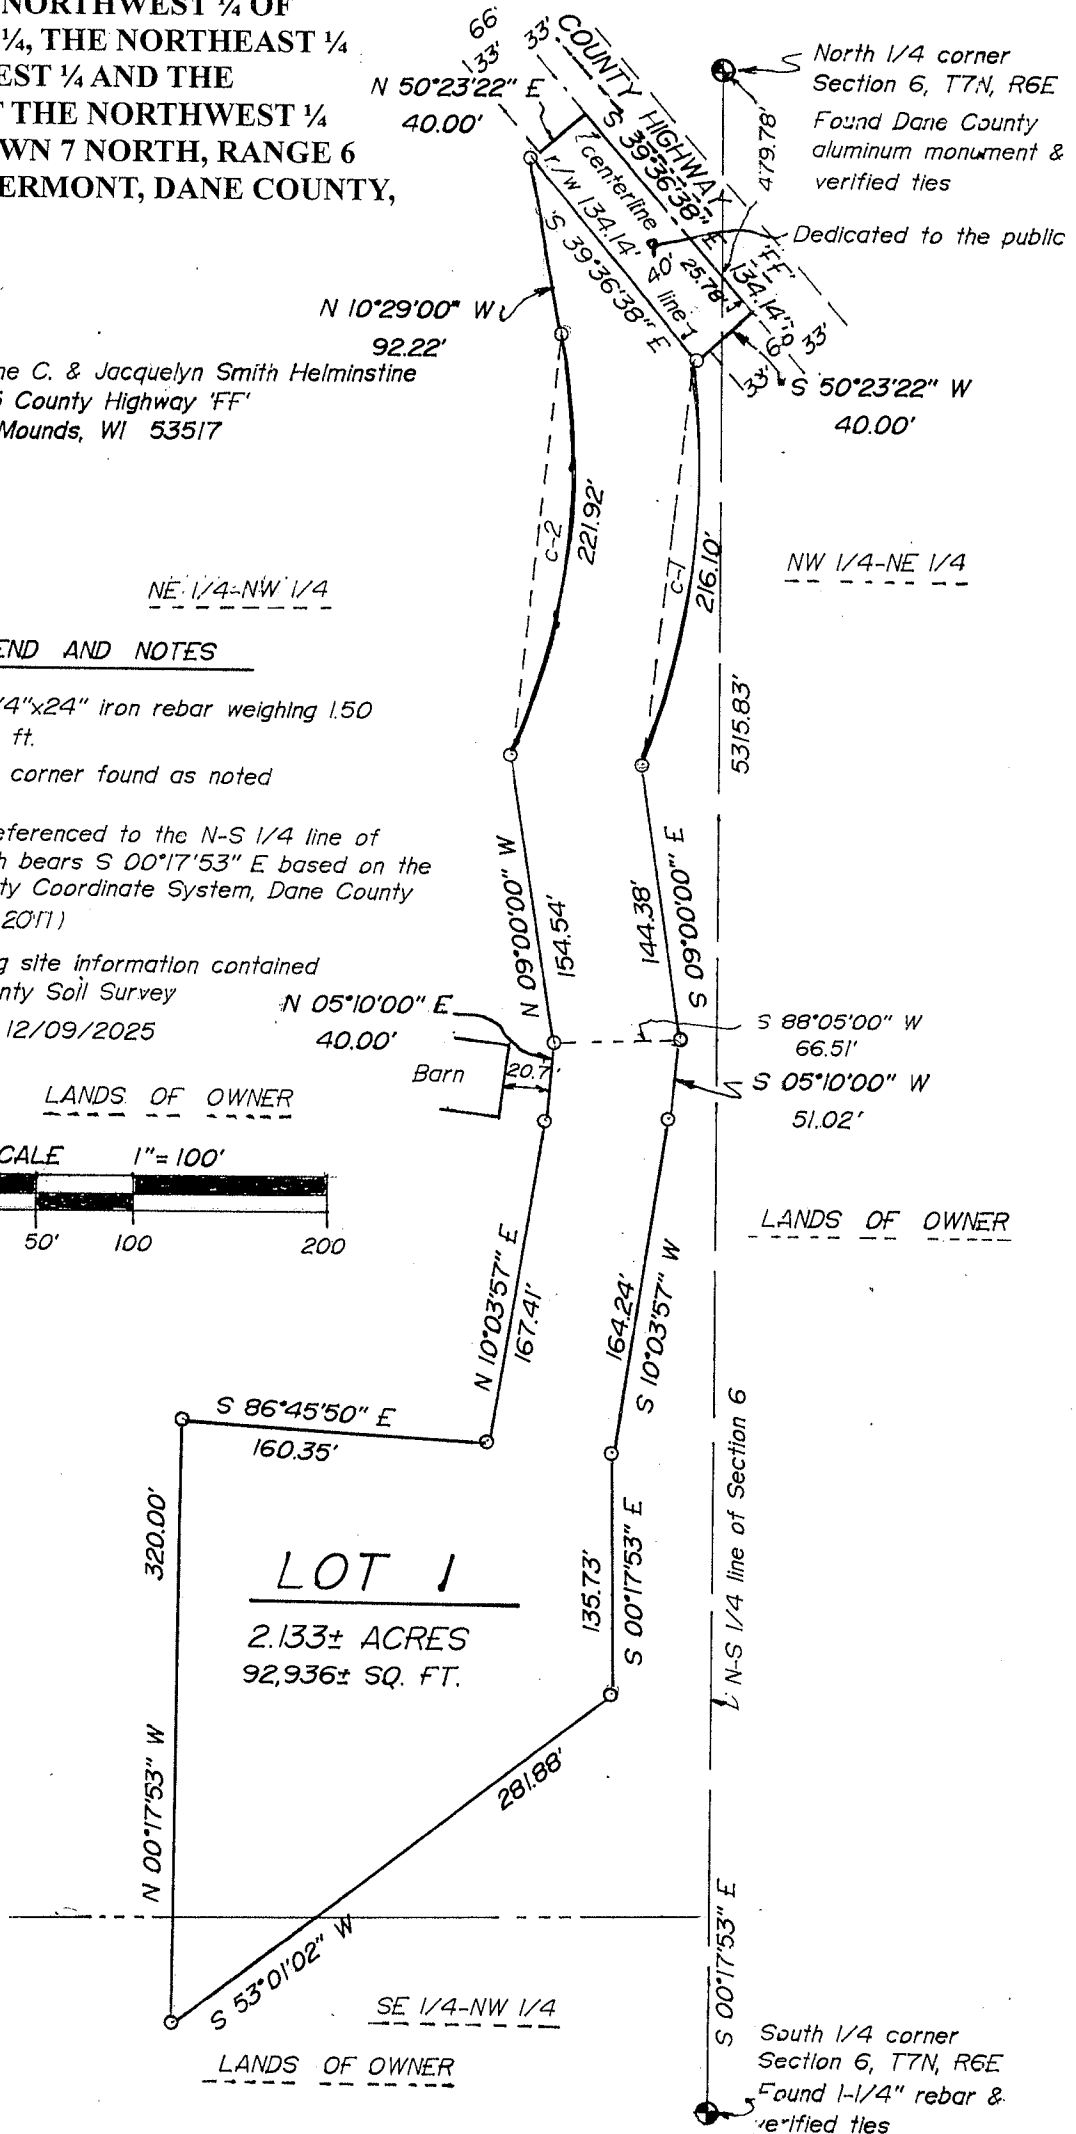 NORTHWEST ¼ OF
¼, THE NORTHEAST ¼
EST ¼ AND THE
THE NORTHWEST ¼
WN 7 NORTH, RANGE 6
ERMONT, DANE COUNTY,
66'
33'
33'
COUNTY HIGHWAY 'FF'
N 50°23'22" E
40.00'
S 39°36'38" E 134.14'
centerline
r/w 134.14'
S 39°36'38" E
40'
25.78'
1/4 line
66'
33'
33'
North 1/4 corner
Section 6, T7N, R6E
Found Dane County
aluminum monument &
verified ties
479.78'
Dedicated to the public
S 50°23'22" W
40.00'
N 10°29'00" W
92.22'
ne C. & Jacquelyn Smith Helminstine
County Highway 'FF'
Mounds, WI 53517
c-2
221.92'
c-1
216.10'
NE 1/4-NW 1/4
NW 1/4-NE 1/4
5315.83'
END AND NOTES
/4"x24" iron rebar weighing 1.50
ft.
corner found as noted
eferenced to the N-S 1/4 line of
h bears S 00°17'53" E based on the
ty Coordinate System, Dane County
2011)
g site information contained
nty Soil Survey
12/09/2025
N 09°00'00" W
154.54'
144.38'
S 09°00'00" E
N 05°10'00" E
40.00'
Barn
20.7'
S 88°05'00" W
66.51'
S 05°10'00" W
51.02'
LANDS OF OWNER
CALE 1"= 100'
50' 100 200
LANDS OF OWNER
N 10°03'57" E
167.41'
164.24'
S 10°03'57" W
S 86°45'50" E
160.35'
320.00'
N 00°17'53" W
LOT 1
2.133± ACRES
92,936± SQ. FT.
135.73'
S 00°17'53" E
N-S 1/4 line of Section 6
281.88'
S 53°01'02" W
SE 1/4-NW 1/4
LANDS OF OWNER
S 00°17'53" E
South 1/4 corner
Section 6, T7N, R6E
Found 1-1/4" rebar &
verified ties